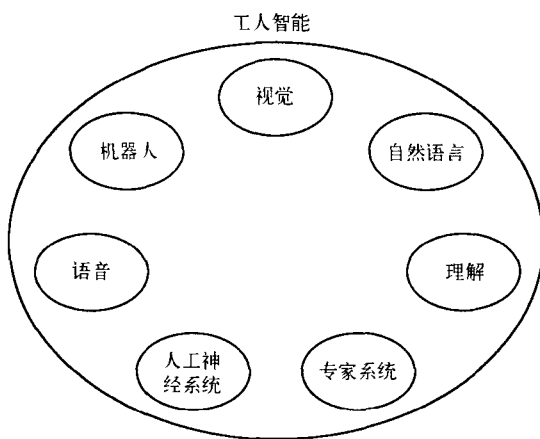 工人智能
视觉
机器人
自然语言
语音
理解
人工神
经系统
专家系统